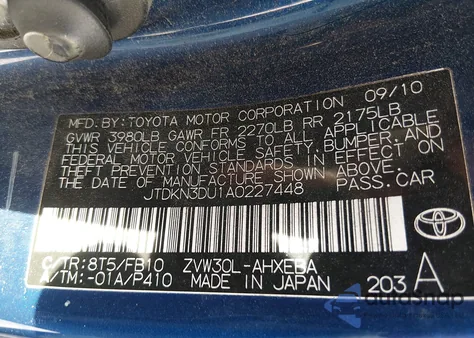 MFD. BY: TOYOTA MOTOR CORPORATION 09/10
GVWR 3980LB GAWR FR 2270LB RR 2175LB
THIS VEHICLE CONFORMS TO ALL APPLICABLE
FEDERAL MOTOR VEHICLE SAFETY, BUMPER, AND
THEFT PREVENTION STANDARDS IN EFFECT ON
THE DATE OF MANUFACTURE SHOWN ABOVE.
JTDKN3DU1A0227448 PASS. CAR
C/TR:8T5/FB10 ZVW30L-AHXEBA
A/TM:-01A/P410 MADE IN JAPAN 203 A
TOYOTA
AutoSnap